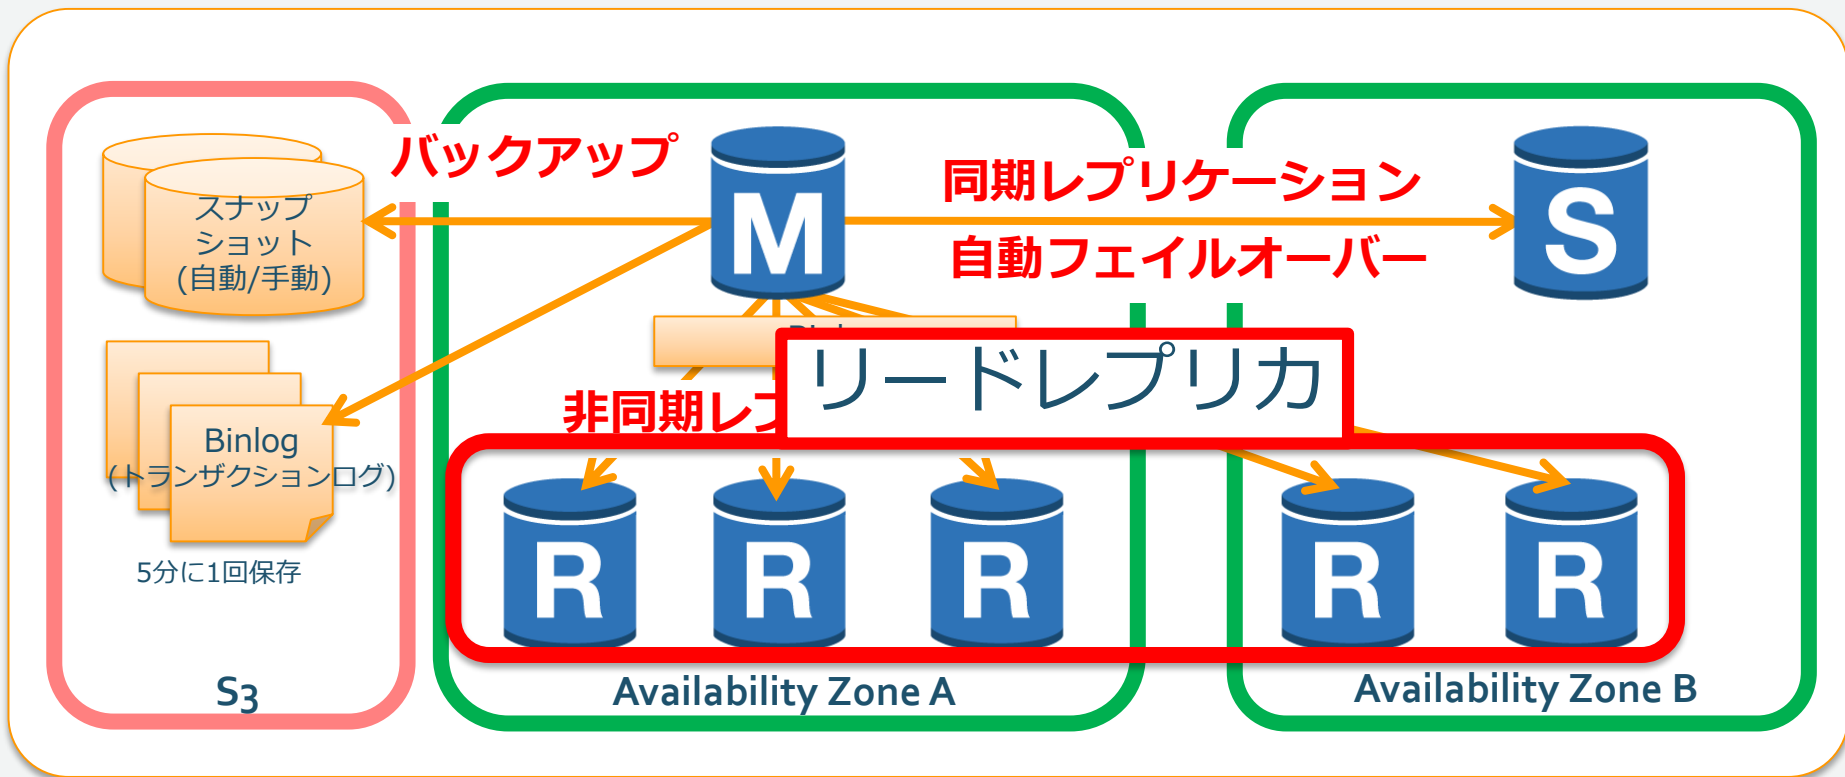 バックアップ
スナップ
ショット
(自動/手動)
M
同期レプリケーション
自動フェイルオーバー
S
リードレプリカ
非同期レプ
Binlog
(トランザクションログ)
5分に1回保存
R
R
R
R
R
S3
Availability Zone A
Availability Zone B